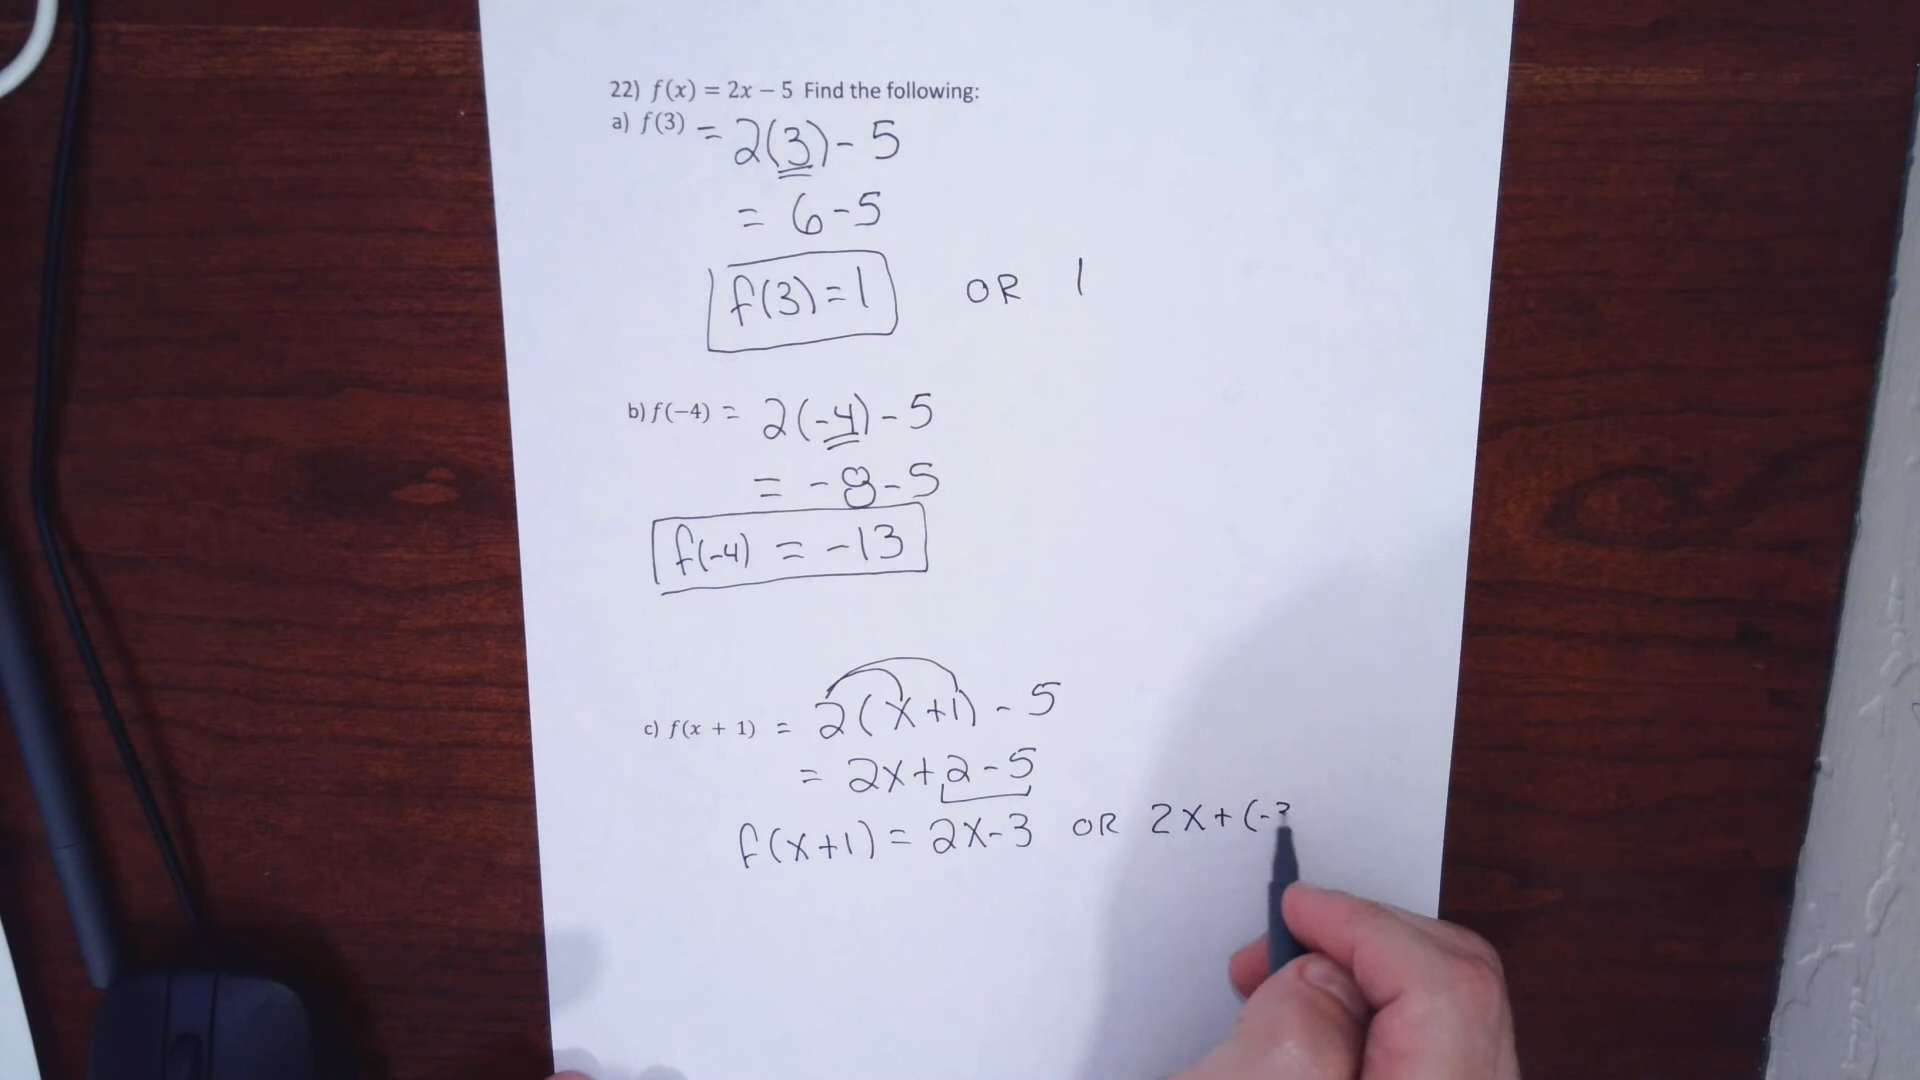 22) f(x) = 2x − 5 Find the following:
a) f(3) = 2(3) - 5
= 6 - 5
f(3) = 1 OR 1
b) f(−4) = 2(-4) - 5
= -8 - 5
f(-4) = -13
c) f(x + 1) = 2(x+1) - 5
= 2x + 2 - 5
f(x+1) = 2x - 3 OR 2x + (-3